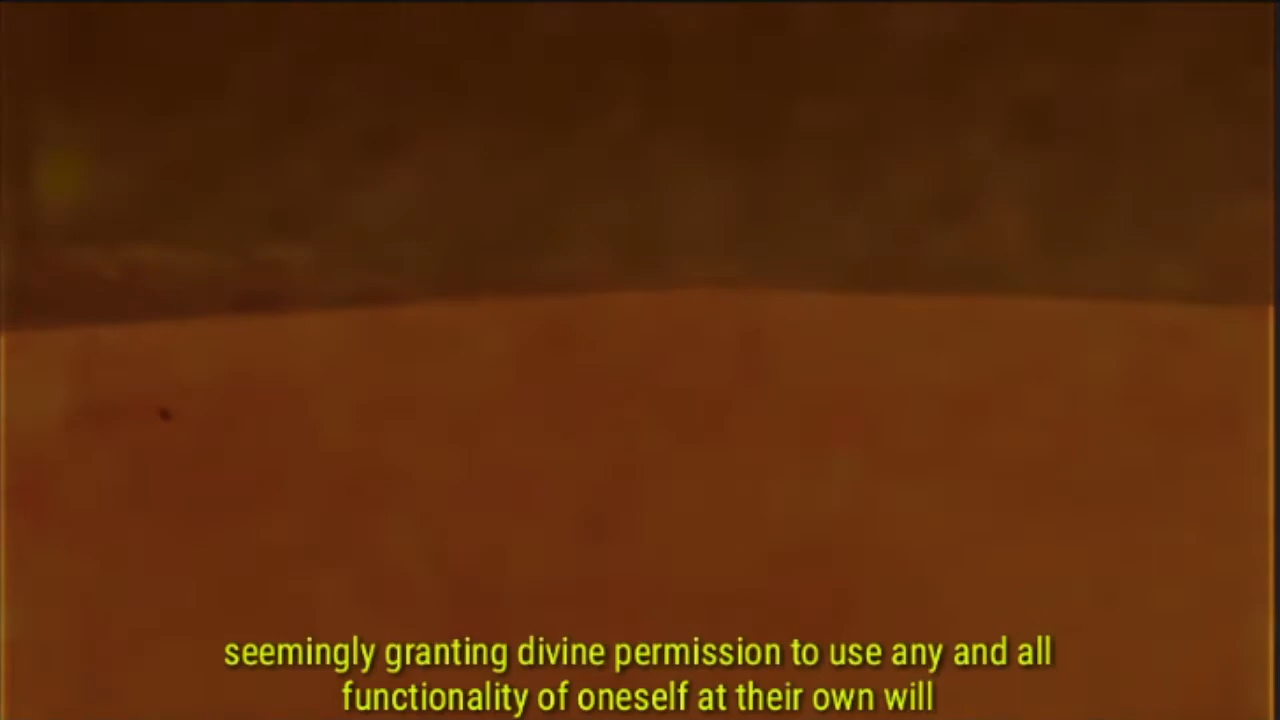 seemingly granting divine permission to use any and all
functionality of oneself at their own will